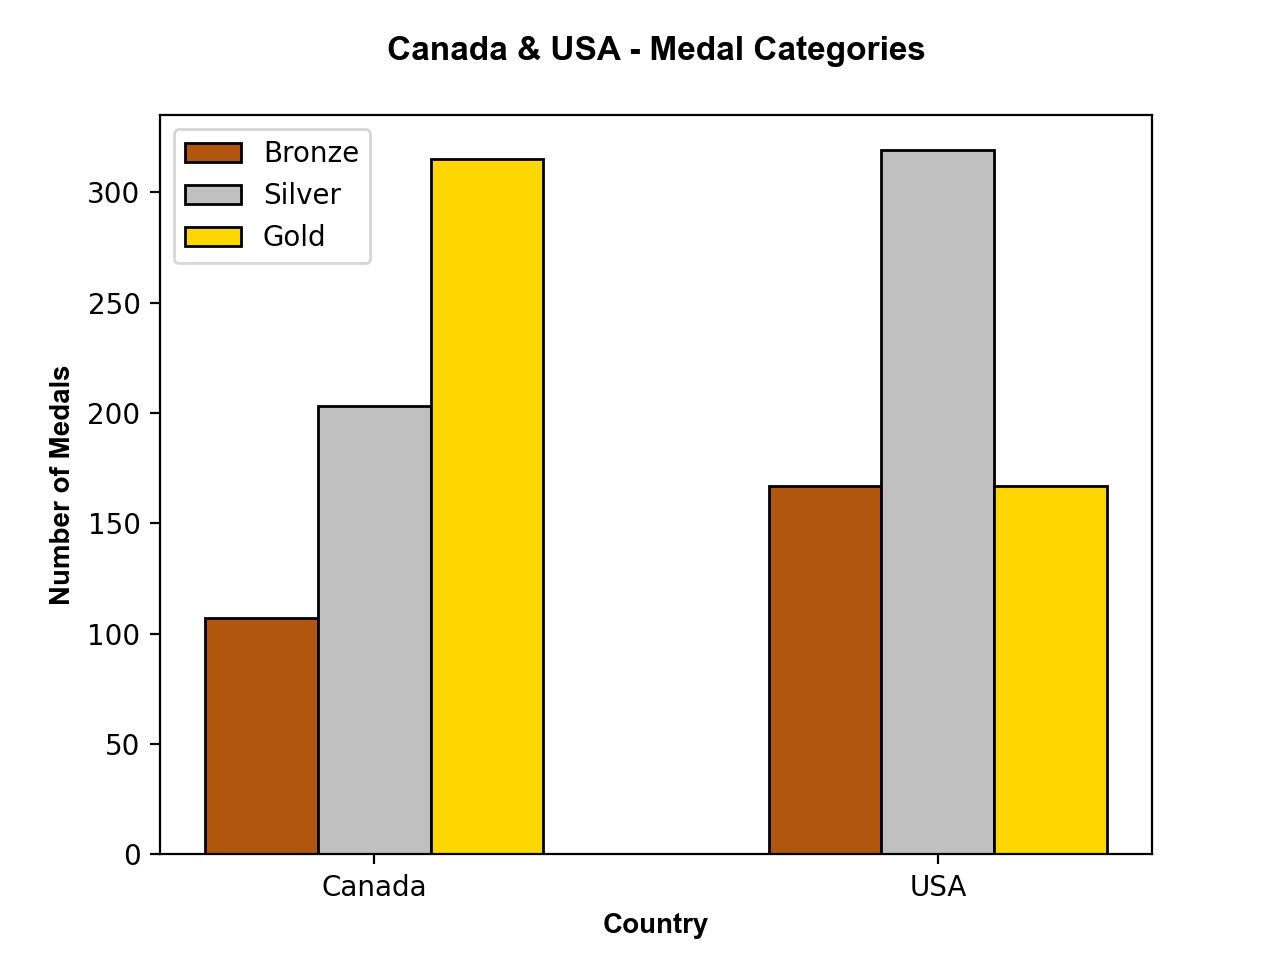 Canada & USA - Medal Categories
Bronze
Silver
Gold
Number of Medals
300
250
200
150
100
50
0
Canada
USA
Country